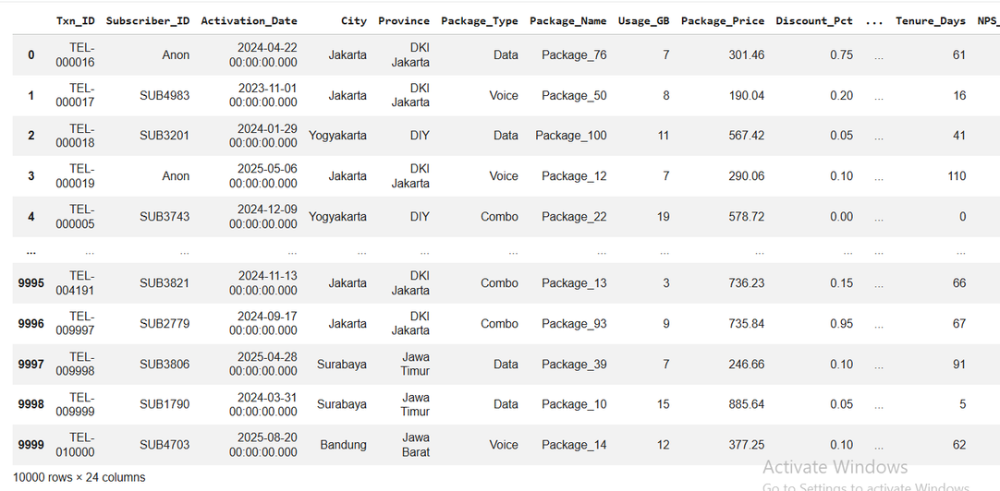 Txn_ID Subscriber_ID Activation_Date City Province Package_Type Package_Name Usage_GB Package_Price Discount_Pct ... Tenure_Days NPS_
0 TEL-000016 Anon 2024-04-22 00:00:00.000 Jakarta DKI Jakarta Data Package_76 7 301.46 0.75 ... 61
1 TEL-000017 SUB4983 2023-11-01 00:00:00.000 Jakarta DKI Jakarta Voice Package_50 8 190.04 0.20 ... 16
2 TEL-000018 SUB3201 2024-01-29 00:00:00.000 Yogyakarta DIY Data Package_100 11 567.42 0.05 ... 41
3 TEL-000019 Anon 2025-05-06 00:00:00.000 Jakarta DKI Jakarta Voice Package_12 7 290.06 0.10 ... 110
4 TEL-000005 SUB3743 2024-12-09 00:00:00.000 Yogyakarta DIY Combo Package_22 19 578.72 0.00 ... 0
... ... ... ... ... ... ... ... ... ... ... ... ...
9995 TEL-004191 SUB3821 2024-11-13 00:00:00.000 Jakarta DKI Jakarta Combo Package_13 3 736.23 0.15 ... 66
9996 TEL-009997 SUB2779 2024-09-17 00:00:00.000 Jakarta DKI Jakarta Combo Package_93 9 735.84 0.95 ... 67
9997 TEL-009998 SUB3806 2025-04-28 00:00:00.000 Surabaya Jawa Timur Data Package_39 7 246.66 0.10 ... 91
9998 TEL-009999 SUB1790 2024-03-31 00:00:00.000 Surabaya Jawa Timur Data Package_10 15 885.64 0.05 ... 5
9999 TEL-010000 SUB4703 2025-08-20 00:00:00.000 Bandung Jawa Barat Voice Package_14 12 377.25 0.10 ... 62
10000 rows × 24 columns
Activate Windows
Go to Settings to activate Windows